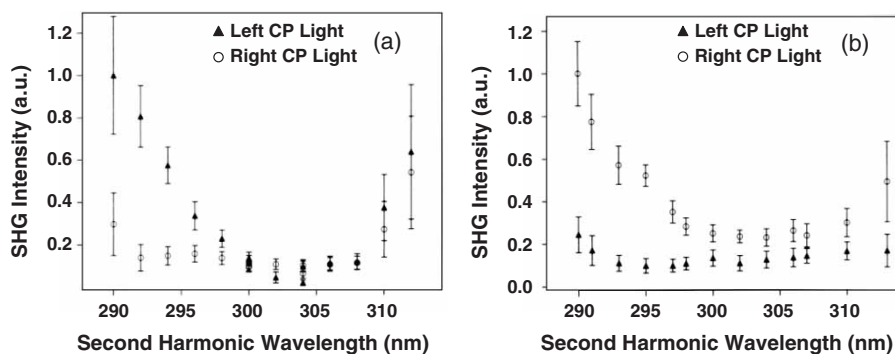 ▲ Left CP Light
○ Right CP Light
(a)
1.2
1.0
0.8
0.6
0.4
0.2
SHG Intensity (a.u.)
290 295 300 305 310
Second Harmonic Wavelength (nm)
▲ Left CP Light
○ Right CP Light
(b)
1.2
1.0
0.8
0.6
0.4
0.2
0.0
SHG Intensity (a.u.)
290 295 300 305 310
Second Harmonic Wavelength (nm)